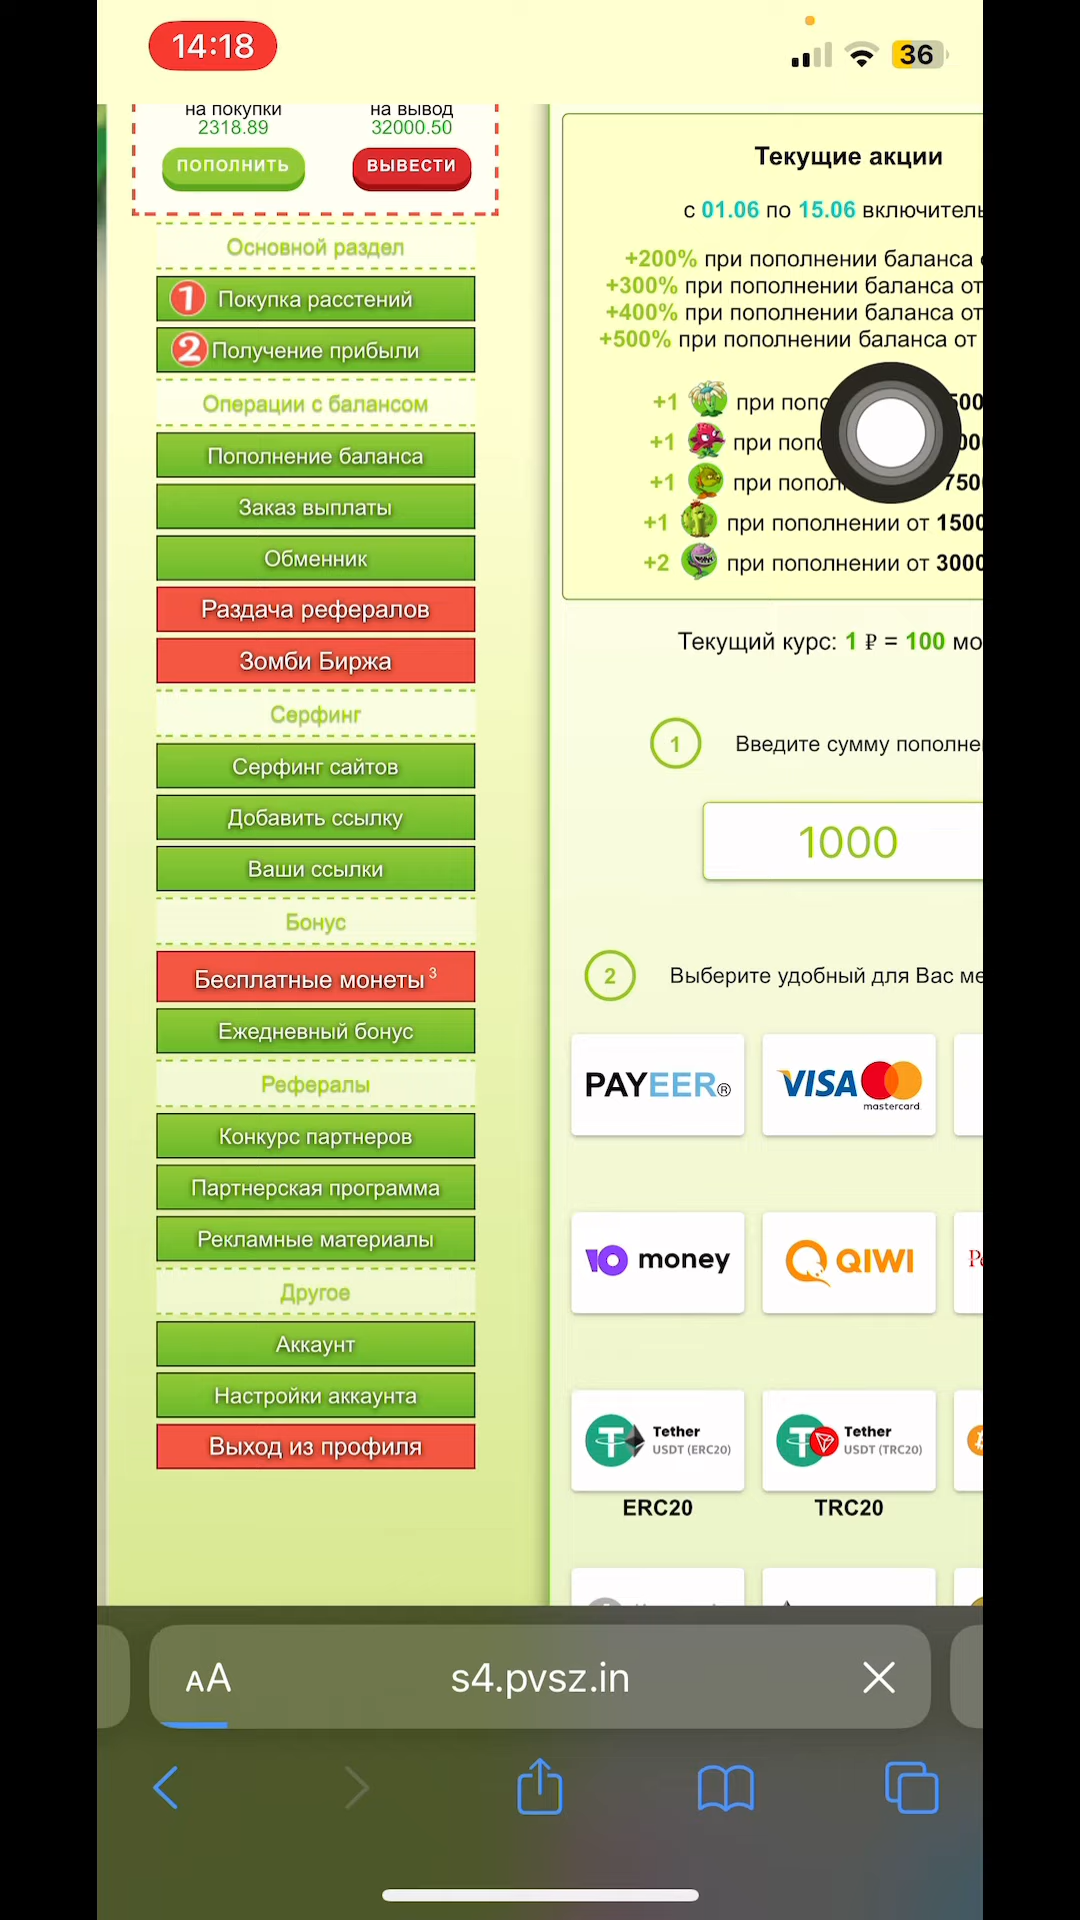 14:18
36
на покупки
2318.89
на вывод
32000.50
ПОПОЛНИТЬ
ВЫВЕСТИ
Основной раздел
1 Покупка расстений
2 Получение прибыли
Операции с балансом
Пополнение баланса
Заказ выплаты
Обменник
Раздача рефералов
Зомби Биржа
Серфинг
Серфинг сайтов
Добавить ссылку
Ваши ссылки
Бонус
Бесплатные монеты 3
Ежедневный бонус
Рефералы
Конкурс партнеров
Партнерская программа
Рекламные материалы
Другое
Аккаунт
Настройки аккаунта
Выход из профиля
Текущие акции
с 01.06 по 15.06
+200% при пополнении баланса
+300% при пополнении баланса от
+400% при пополнении баланса от
+500% при пополнении баланса от
+1 при
+1 при
+1 при
+1 при пополнении от
+2 при пополнении от
Текущий курс: 1 ₽ = 100
1 Введите сумму
1000
2 Выберите удобный для Вас
PAYEER®
VISA
mastercard
Ю money
QIWI
Tether
USDT (ERC20)
Tether
USDT (TRC20)
ERC20
TRC20
AA s4.pvsz.in